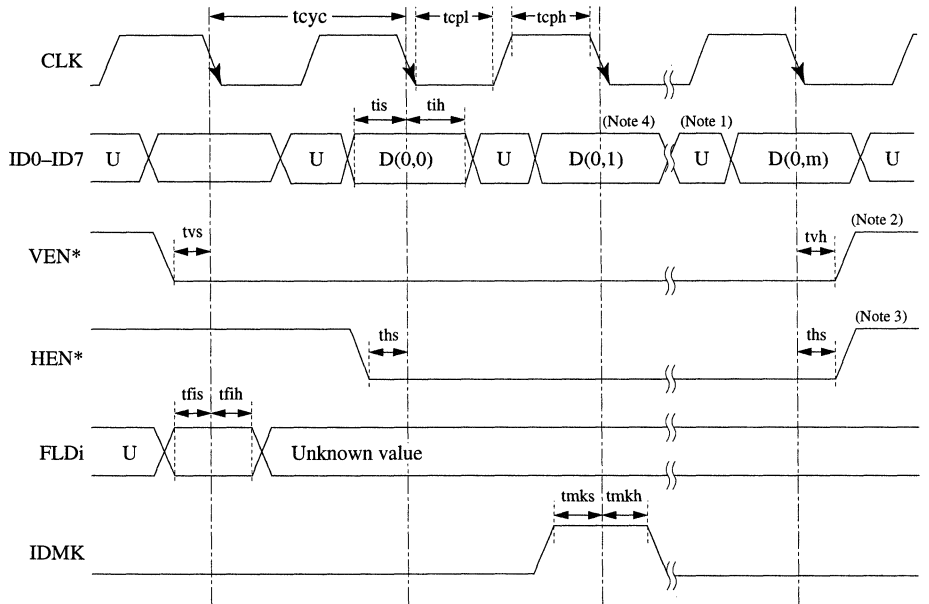 tcyc tcpl tcph
CLK
tis tih
(Note 4) (Note 1)
ID0–ID7 U U D(0,0) U D(0,1) U D(0,m) U
(Note 2)
tvs tvh
VEN*
(Note 3)
ths ths
HEN*
tfis tfih
FLDi U Unknown value
tmks tmkh
IDMK